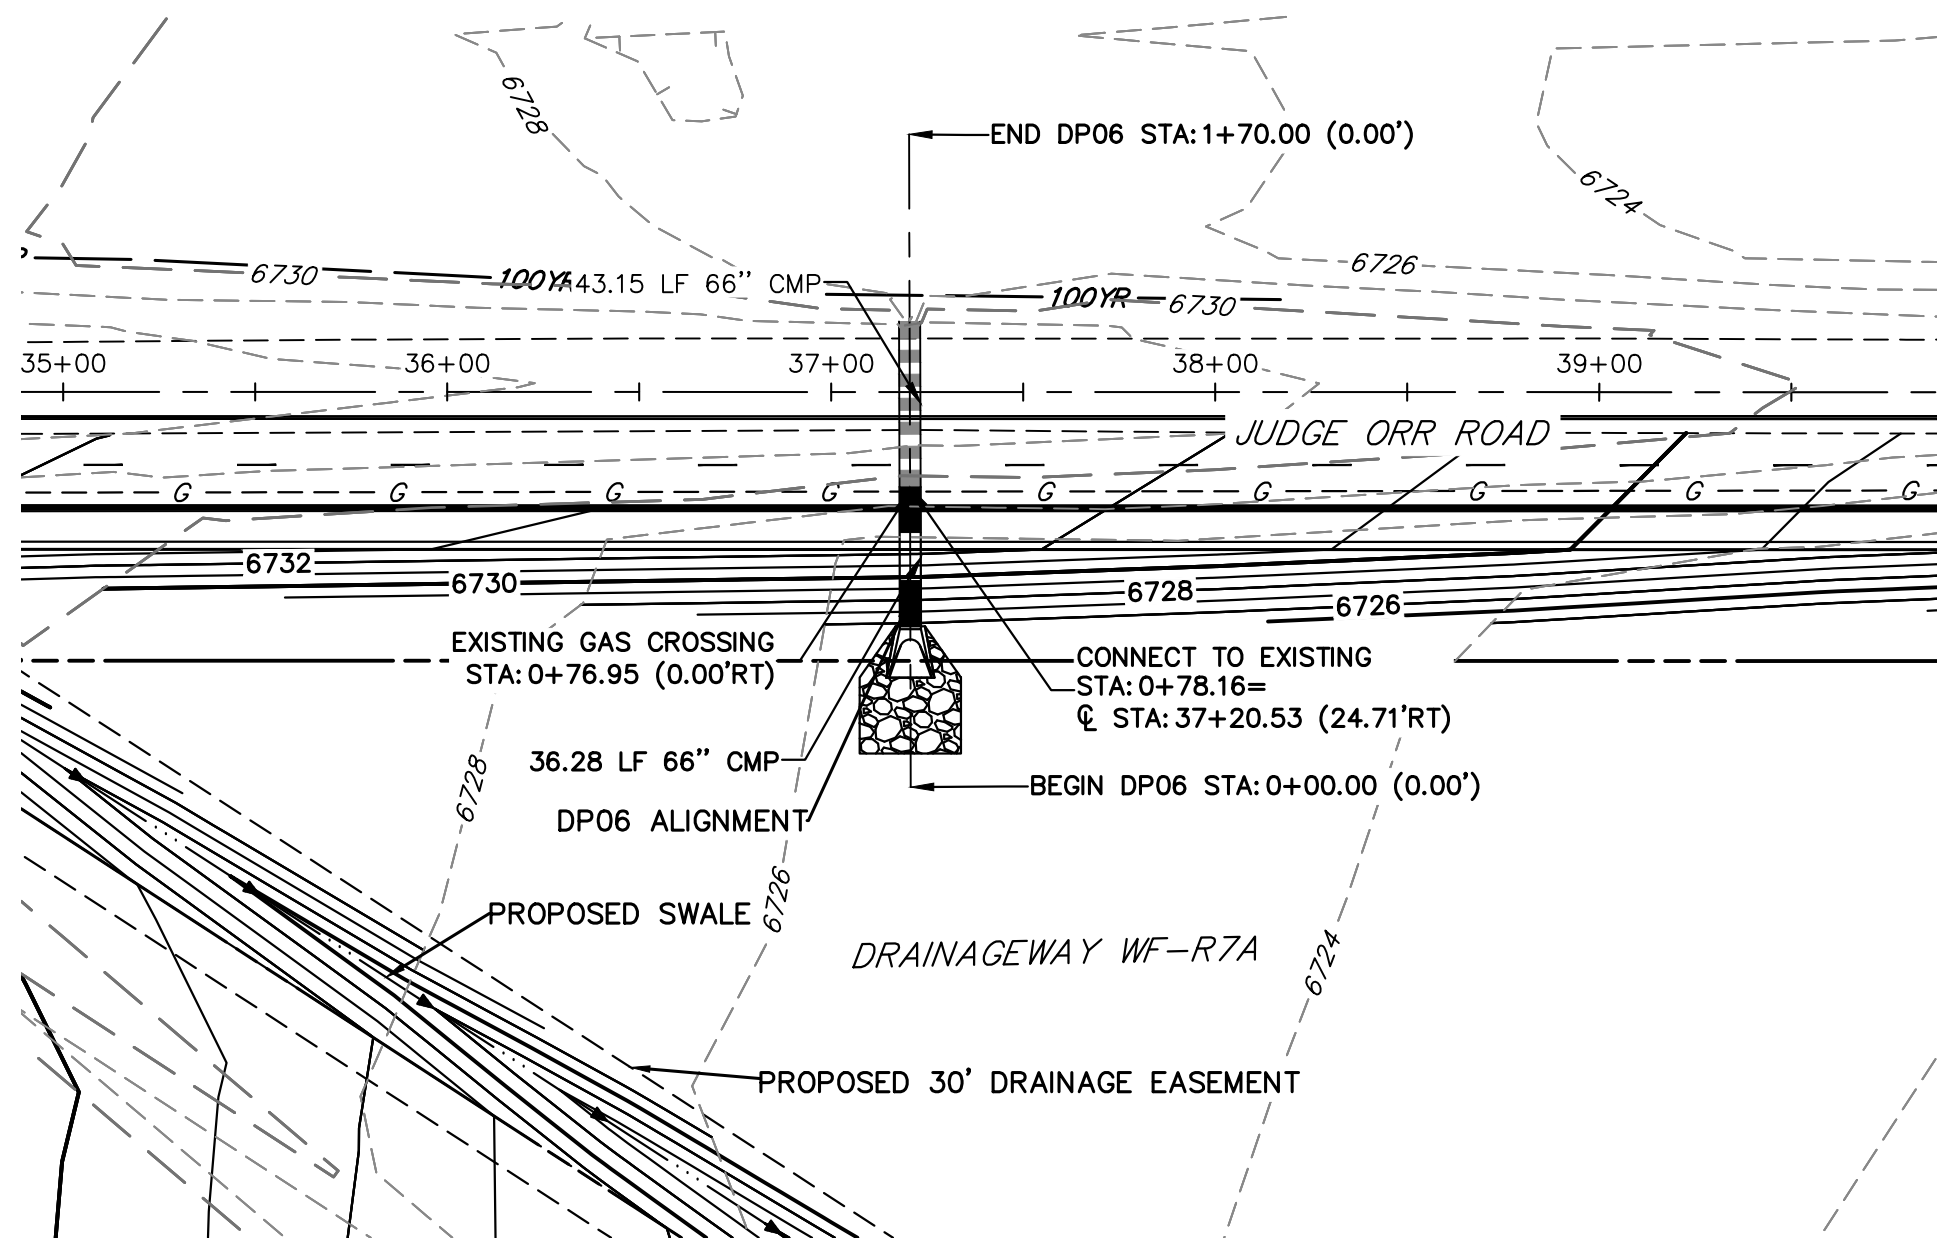 6728
END DP06 STA:1+70.00 (0.00')
6724
6730
100YR
43.15 LF 66" CMP
100YR
6730
6726
35+00
36+00
37+00
38+00
39+00
JUDGE ORR ROAD
G G G G G G G G G
6732
6730
6728
6726
EXISTING GAS CROSSING
STA:0+76.95 (0.00'RT)
CONNECT TO EXISTING
STA:0+78.16=
℄ STA:37+20.53 (24.71'RT)
36.28 LF 66" CMP
BEGIN DP06 STA:0+00.00 (0.00')
DP06 ALIGNMENT
6728
6726
PROPOSED SWALE
DRAINAGEWAY WF-R7A
6724
PROPOSED 30' DRAINAGE EASEMENT